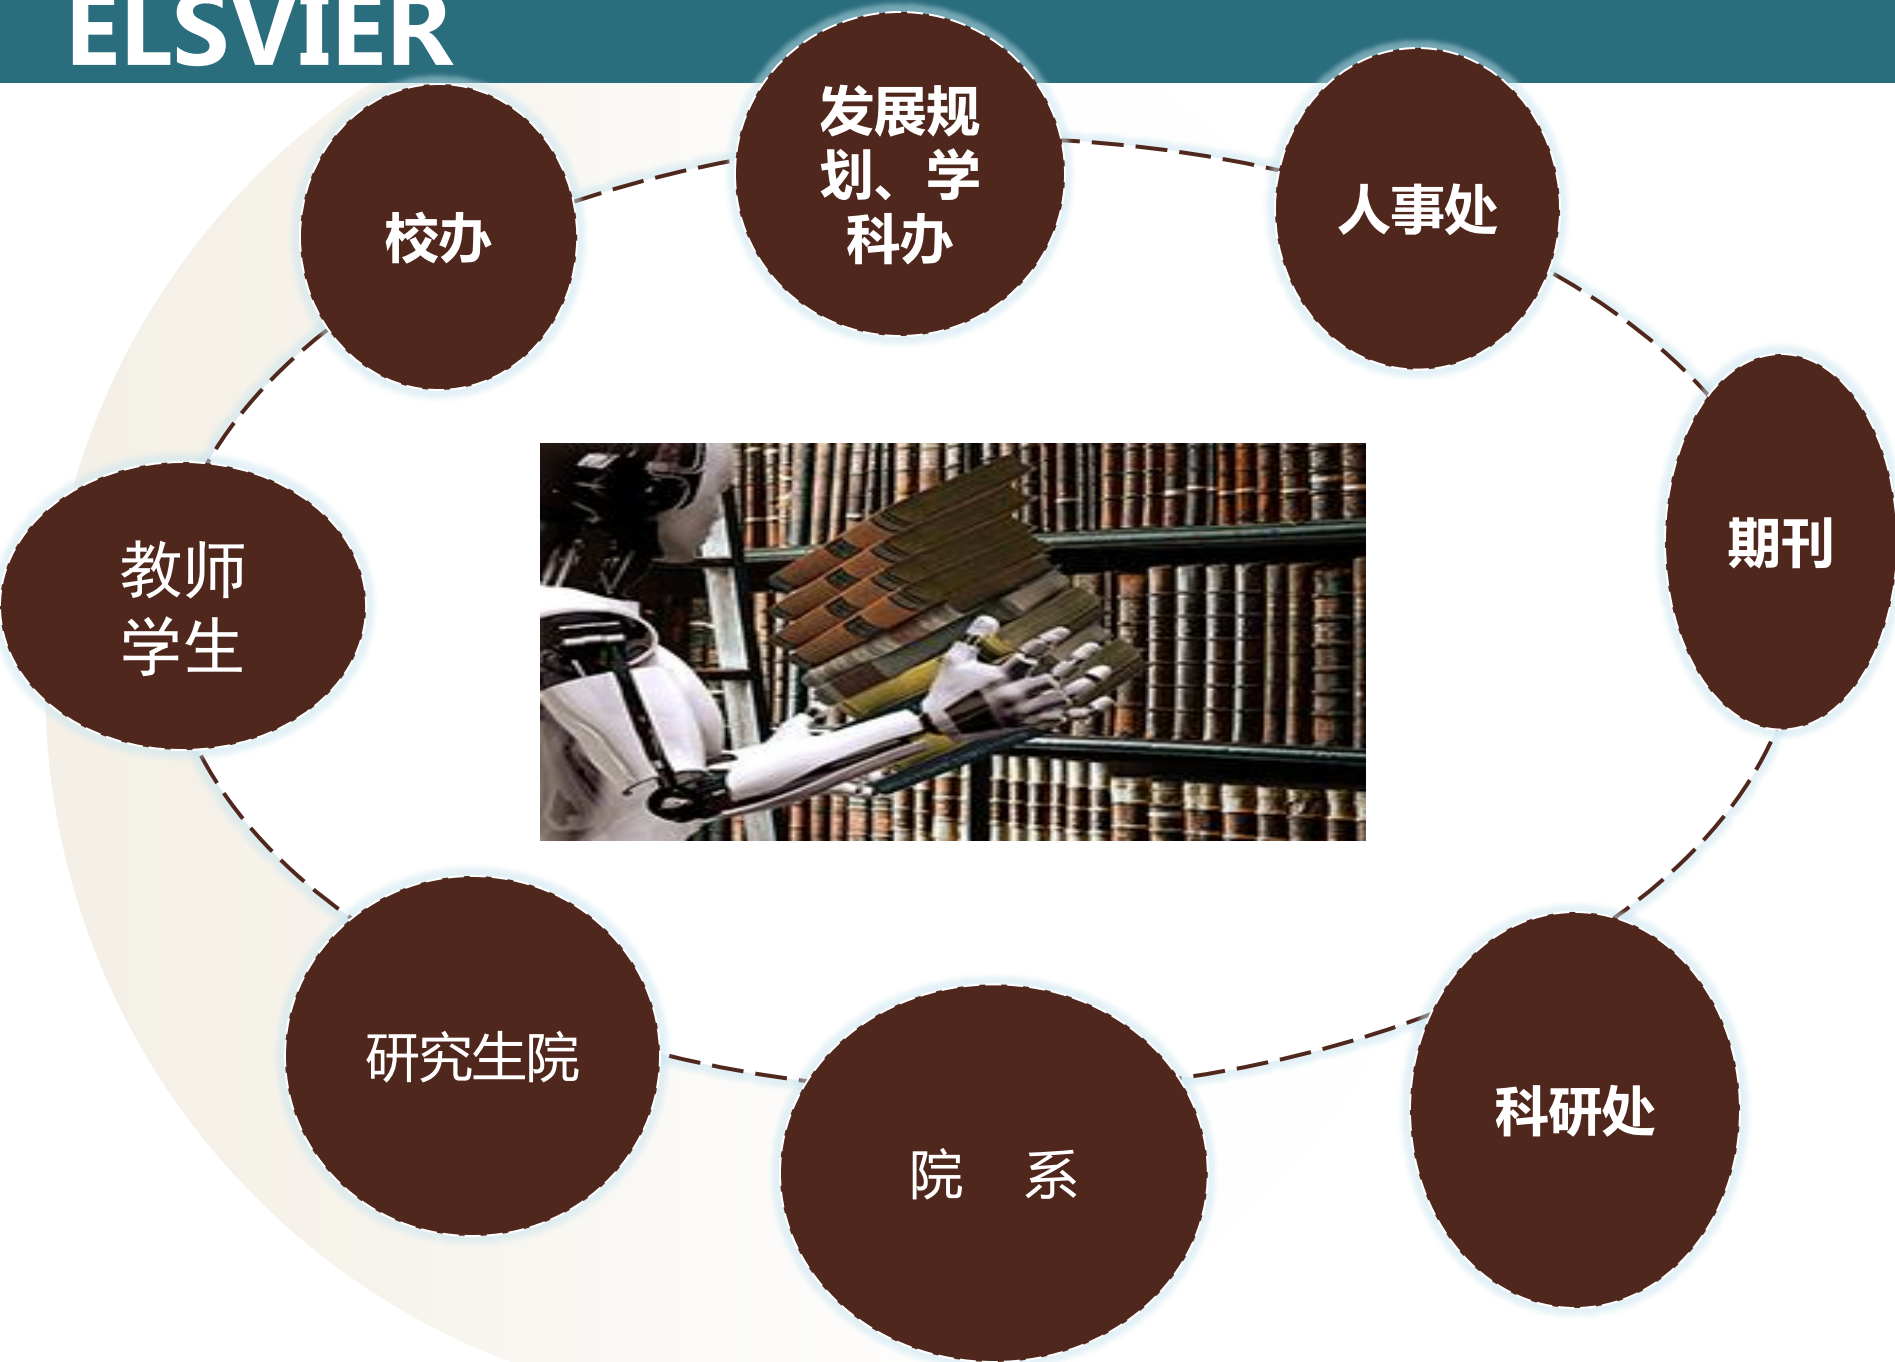 ELSVIER
校办
发展规
划、学
科办
人事处
期刊
教师
学生
研究生院
院 系
科研处